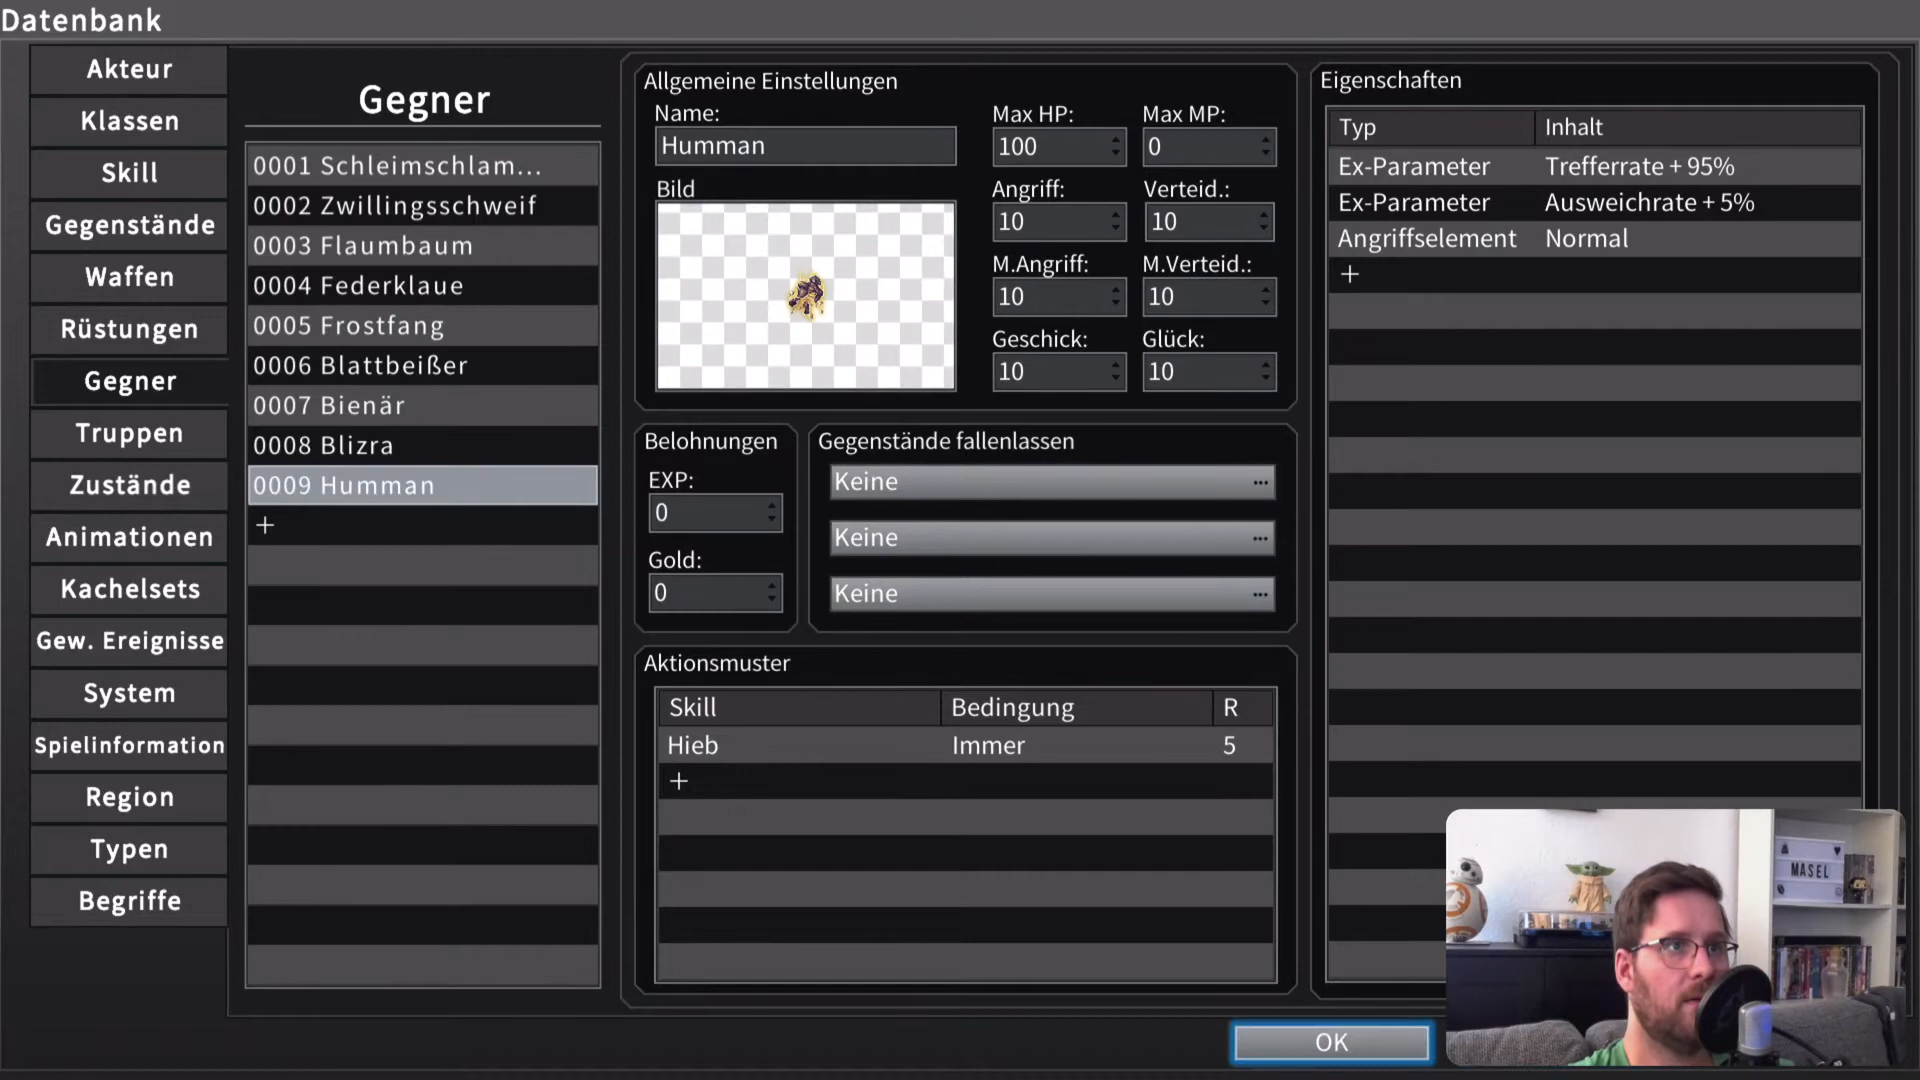 Datenbank
Akteur
Klassen
Skill
Gegenstände
Waffen
Rüstungen
Gegner
Truppen
Zustände
Animationen
Kachelsets
Gew. Ereignisse
System
Spielinformation
Region
Typen
Begriffe
Gegner
0001 Schleimschlam...
0002 Zwillingsschweif
0003 Flaumbaum
0004 Federklaue
0005 Frostfang
0006 Blattbeißer
0007 Bienär
0008 Blizra
0009 Humman
+
Allgemeine Einstellungen
Name:
Humman
Bild
Max HP: Max MP:
100 0
Angriff: Verteid.:
10 10
M.Angriff: M.Verteid.:
10 10
Geschick: Glück:
10 10
Belohnungen
EXP:
0
Gold:
0
Gegenstände fallenlassen
Keine ...
Keine ...
Keine ...
Aktionsmuster
Skill Bedingung R
Hieb Immer 5
+
Eigenschaften
Typ Inhalt
Ex-Parameter Trefferrate + 95%
Ex-Parameter Ausweichrate + 5%
Angriffselement Normal
+
MASEL
OK